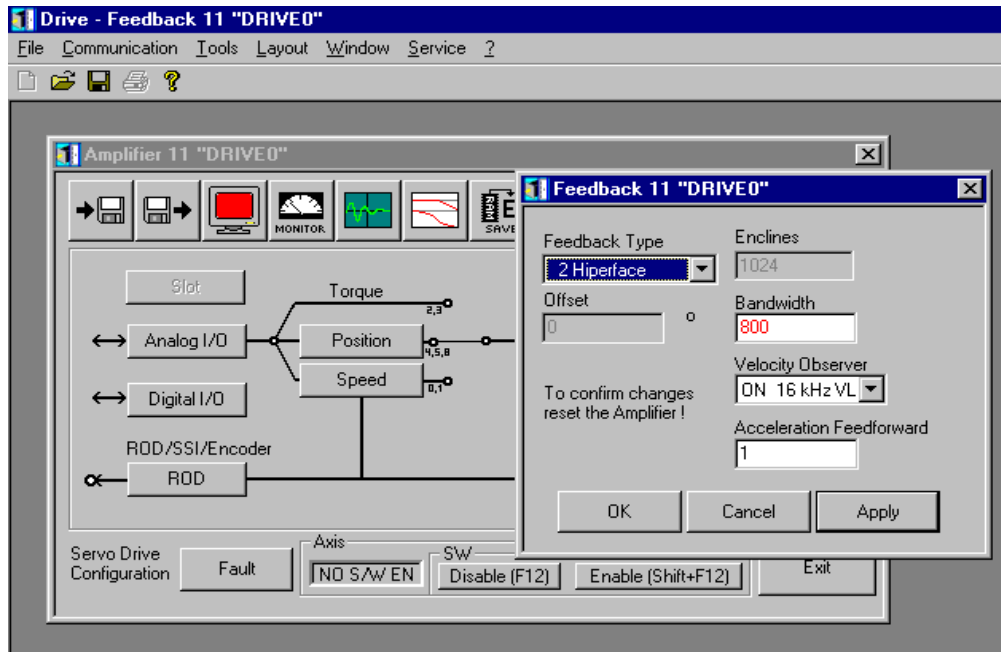 Drive - Feedback 11 "DRIVE0"
File Communication Tools Layout Window Service ?
Amplifier 11 "DRIVE0"
MONITOR
MONITOR
SAVE
Slot
Torque
2,3
Analog I/O
Position
4,5,8
Speed
0,1
Digital I/O
ROD/SSI/Encoder
ROD
Servo Drive
Configuration
Fault
Axis
NO S/W EN
SW
Disable (F12)
Enable (Shift+F12)
Exit
Feedback 11 "DRIVE0"
Feedback Type
2 Hiperface
Enclines
1024
Offset
0
o
Bandwidth
800
Velocity Observer
ON 16 kHz VL
To confirm changes
reset the Amplifier !
Acceleration Feedforward
1
OK
Cancel
Apply